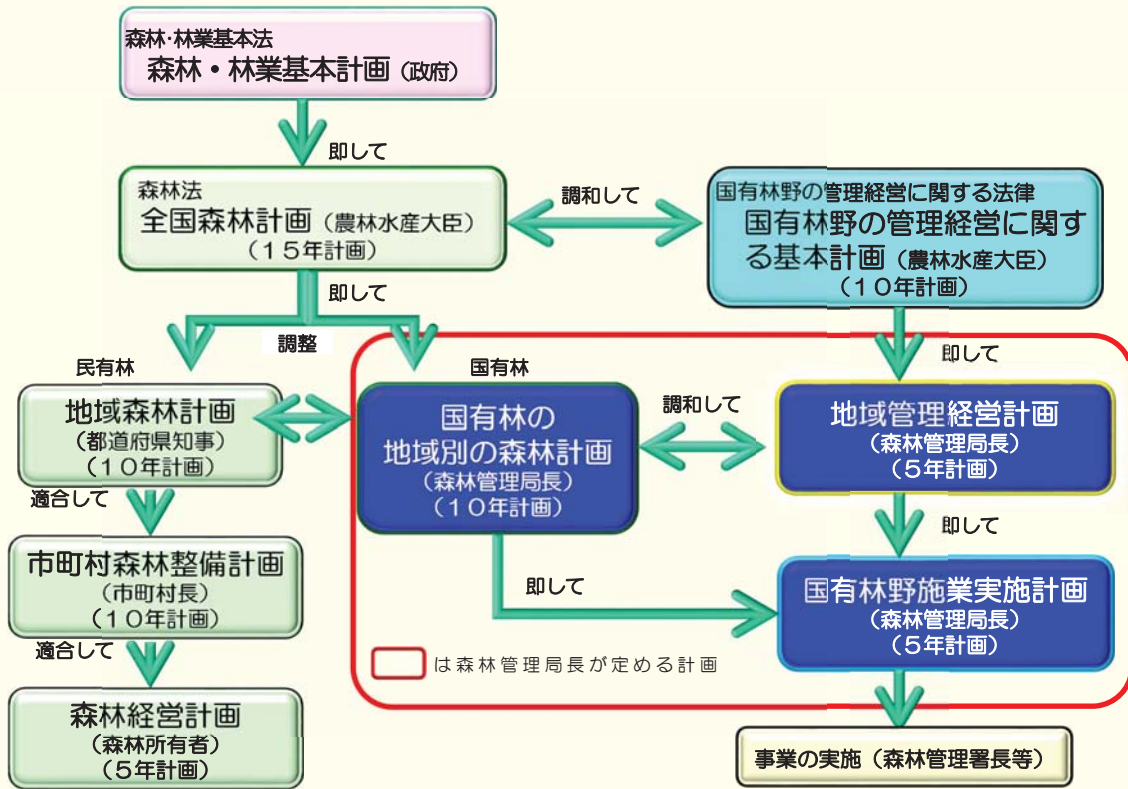 森林・林業基本法
森林・林業基本計画（政府）
即して
森林法
全国森林計画（農林水産大臣）
（１５年計画）
調和して
国有林野の管理経営に関する法律
国有林野の管理経営に関す
る基本計画（農林水産大臣）
（１０年計画）
即して
調整
即して
民有林
国有林
地域森林計画
（都道府県知事）
（１０年計画）
国有林の
地域別の森林計画
（森林管理局長）
（１０年計画）
調和して
地域管理経営計画
（森林管理局長）
（５年計画）
適合して
即して
市町村森林整備計画
（市町村長）
（１０年計画）
即して
国有林野施業実施計画
（森林管理局長）
（５年計画）
適合して
は森林管理局長が定める計画
森林経営計画
（森林所有者）
（５年計画）
事業の実施（森林管理署長等）